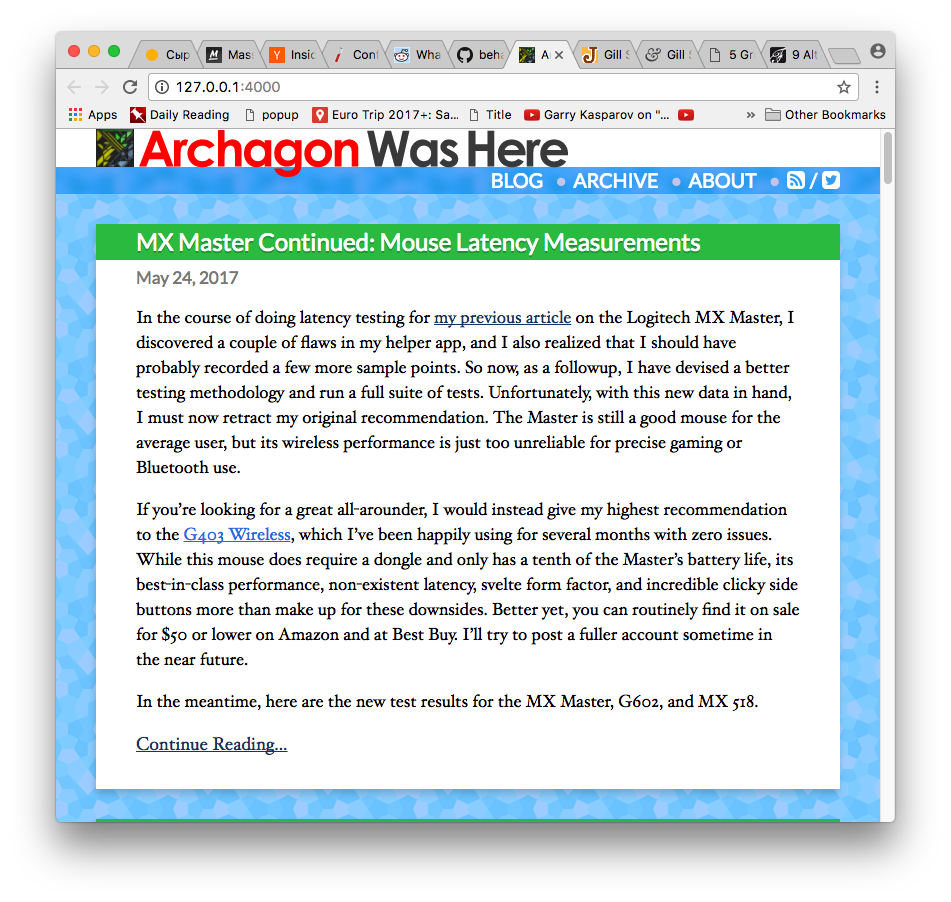 Сыр Mas Insic Conf Wha beha A Gill S Gill S 5 Gr 9 Alt
127.0.0.1:4000
Apps Daily Reading popup Euro Trip 2017+: Sa... Title Garry Kasparov on "... » Other Bookmarks
Archagon Was Here
BLOG • ARCHIVE • ABOUT • /
MX Master Continued: Mouse Latency Measurements
May 24, 2017
In the course of doing latency testing for my previous article on the Logitech MX Master, I
discovered a couple of flaws in my helper app, and I also realized that I should have
probably recorded a few more sample points. So now, as a followup, I have devised a better
testing methodology and run a full suite of tests. Unfortunately, with this new data in hand,
I must now retract my original recommendation. The Master is still a good mouse for the
average user, but its wireless performance is just too unreliable for precise gaming or
Bluetooth use.
If you’re looking for a great all-arounder, I would instead give my highest recommendation
to the G403 Wireless, which I’ve been happily using for several months with zero issues.
While this mouse does require a dongle and only has a tenth of the Master’s battery life, its
best-in-class performance, non-existent latency, svelte form factor, and incredible clicky side
buttons more than make up for these downsides. Better yet, you can routinely find it on sale
for $50 or lower on Amazon and at Best Buy. I’ll try to post a fuller account sometime in
the near future.
In the meantime, here are the new test results for the MX Master, G602, and MX 518.
Continue Reading...